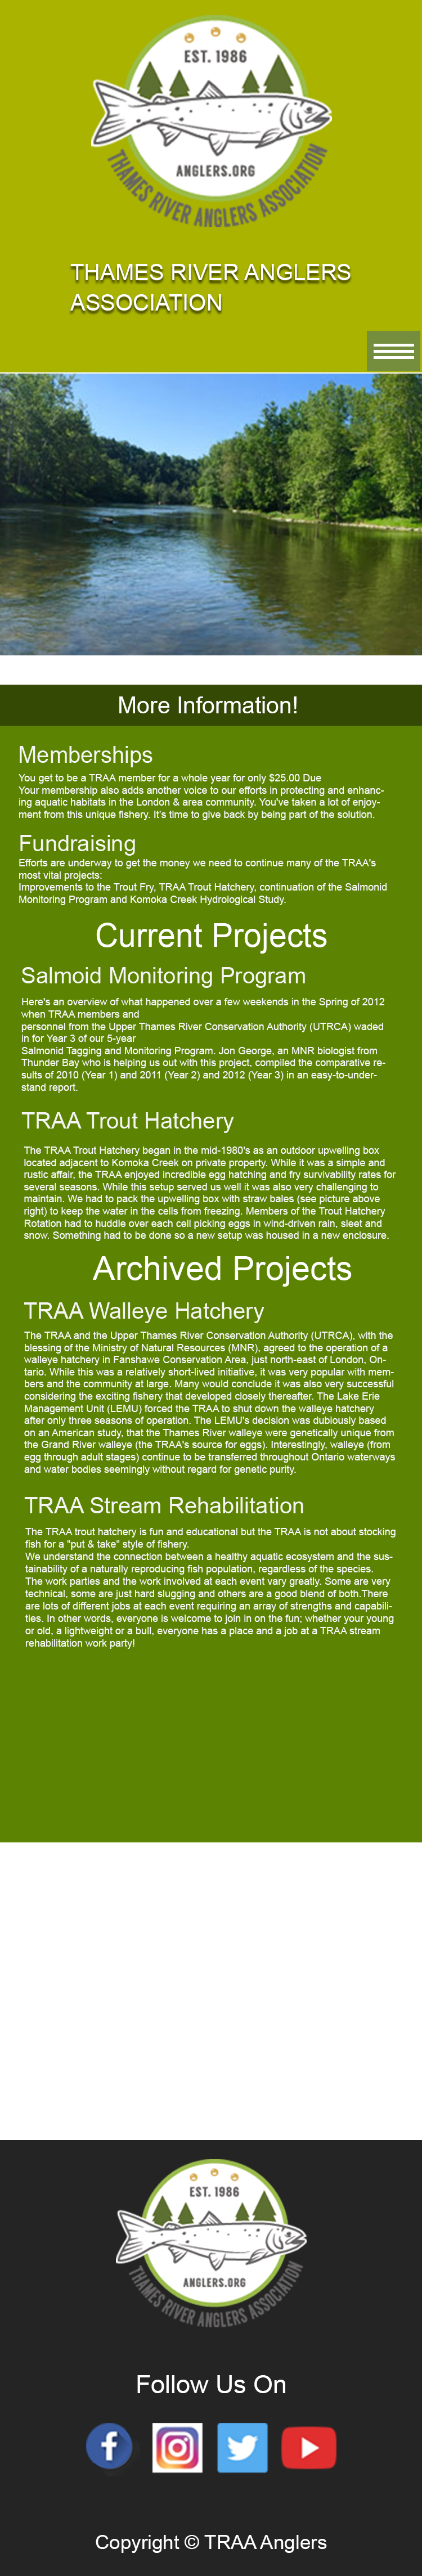 EST. 1986
ANGLERS.ORG
THAMES RIVER ANGLERS ASSOCIATION
THAMES RIVER ANGLERS
ASSOCIATION
More Information!
Memberships
You get to be a TRAA member for a whole year for only $25.00 Due
Your membership also adds another voice to our efforts in protecting and enhanc-
ing aquatic habitats in the London & area community. You've taken a lot of enjoy-
ment from this unique fishery. It's time to give back by being part of the solution.
Fundraising
Efforts are underway to get the money we need to continue many of the TRAA's
most vital projects:
Improvements to the Trout Fry, TRAA Trout Hatchery, continuation of the Salmonid
Monitoring Program and Komoka Creek Hydrological Study.
Current Projects
Salmoid Monitoring Program
Here's an overview of what happened over a few weekends in the Spring of 2012
when TRAA members and
personnel from the Upper Thames River Conservation Authority (UTRCA) waded
in for Year 3 of our 5-year
Salmonid Tagging and Monitoring Program. Jon George, an MNR biologist from
Thunder Bay who is helping us out with this project, compiled the comparative re-
sults of 2010 (Year 1) and 2011 (Year 2) and 2012 (Year 3) in an easy-to-under-
stand report.
TRAA Trout Hatchery
The TRAA Trout Hatchery began in the mid-1980's as an outdoor upwelling box
located adjacent to Komoka Creek on private property. While it was a simple and
rustic affair, the TRAA enjoyed incredible egg hatching and fry survivability rates for
several seasons. While this setup served us well it was also very challenging to
maintain. We had to pack the upwelling box with straw bales (see picture above
right) to keep the water in the cells from freezing. Members of the Trout Hatchery
Rotation had to huddle over each cell picking eggs in wind-driven rain, sleet and
snow. Something had to be done so a new setup was housed in a new enclosure.
Archived Projects
TRAA Walleye Hatchery
The TRAA and the Upper Thames River Conservation Authority (UTRCA), with the
blessing of the Ministry of Natural Resources (MNR), agreed to the operation of a
walleye hatchery in Fanshawe Conservation Area, just north-east of London, On-
tario. While this was a relatively short-lived initiative, it was very popular with mem-
bers and the community at large. Many would conclude it was also very successful
considering the exciting fishery that developed closely thereafter. The Lake Erie
Management Unit (LEMU) forced the TRAA to shut down the walleye hatchery
after only three seasons of operation. The LEMU's decision was dubiously based
on an American study, that the Thames River walleye were genetically unique from
the Grand River walleye (the TRAA's source for eggs). Interestingly, walleye (from
egg through adult stages) continue to be transferred throughout Ontario waterways
and water bodies seemingly without regard for genetic purity.
TRAA Stream Rehabilitation
The TRAA trout hatchery is fun and educational but the TRAA is not about stocking
fish for a "put & take" style of fishery.
We understand the connection between a healthy aquatic ecosystem and the sus-
tainability of a naturally reproducing fish population, regardless of the species.
The work parties and the work involved at each event vary greatly. Some are very
technical, some are just hard slugging and others are a good blend of both.There
are lots of different jobs at each event requiring an array of strengths and capabili-
ties. In other words, everyone is welcome to join in on the fun; whether your young
or old, a lightweight or a bull, everyone has a place and a job at a TRAA stream
rehabilitation work party!
EST. 1986
ANGLERS.ORG
THAMES RIVER ANGLERS ASSOCIATION
Follow Us On
Copyright © TRAA Anglers